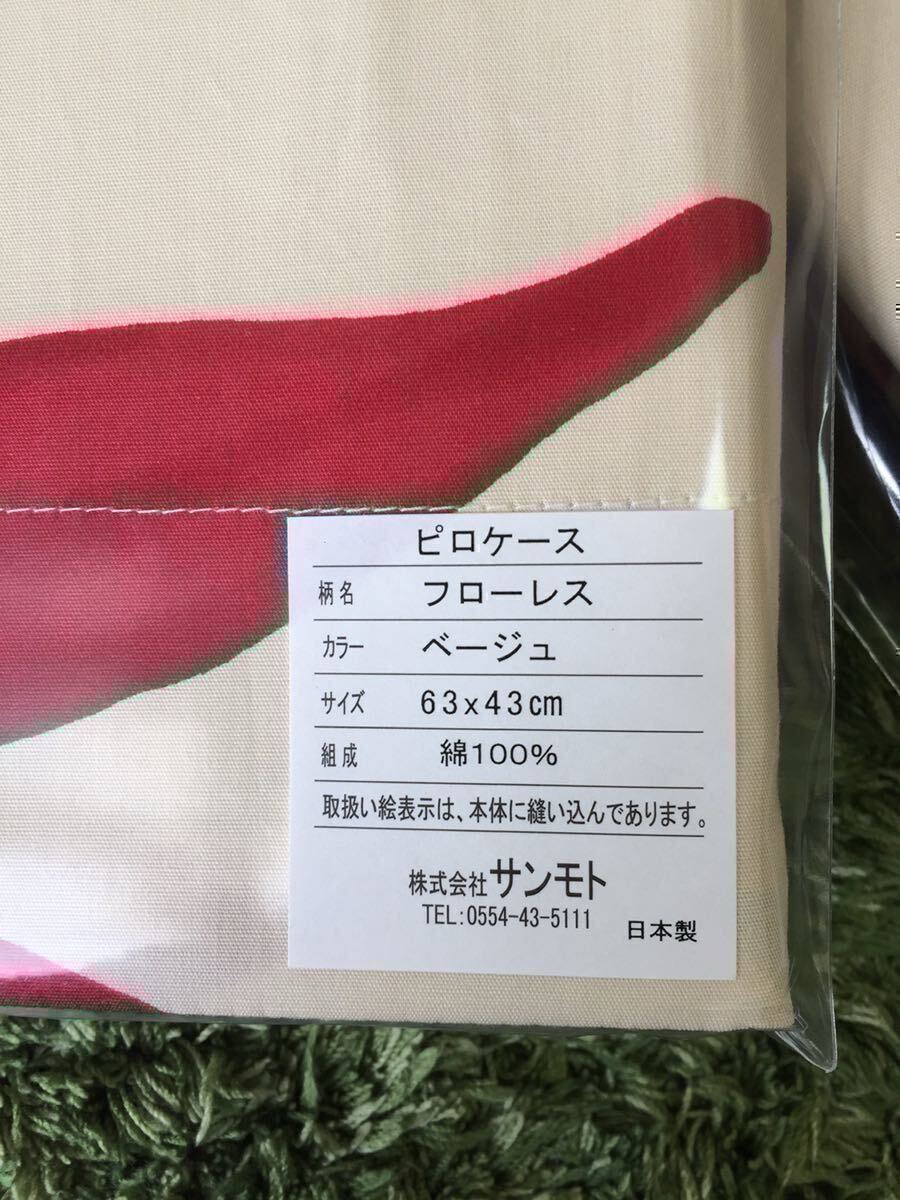 ピロケース
柄名 フローレス
カラー ベージュ
サイズ 63x43cm
組成 綿100%
取扱い絵表示は、本体に縫い込んであります。
株式会社サンモト
TEL:0554-43-5111
日本製